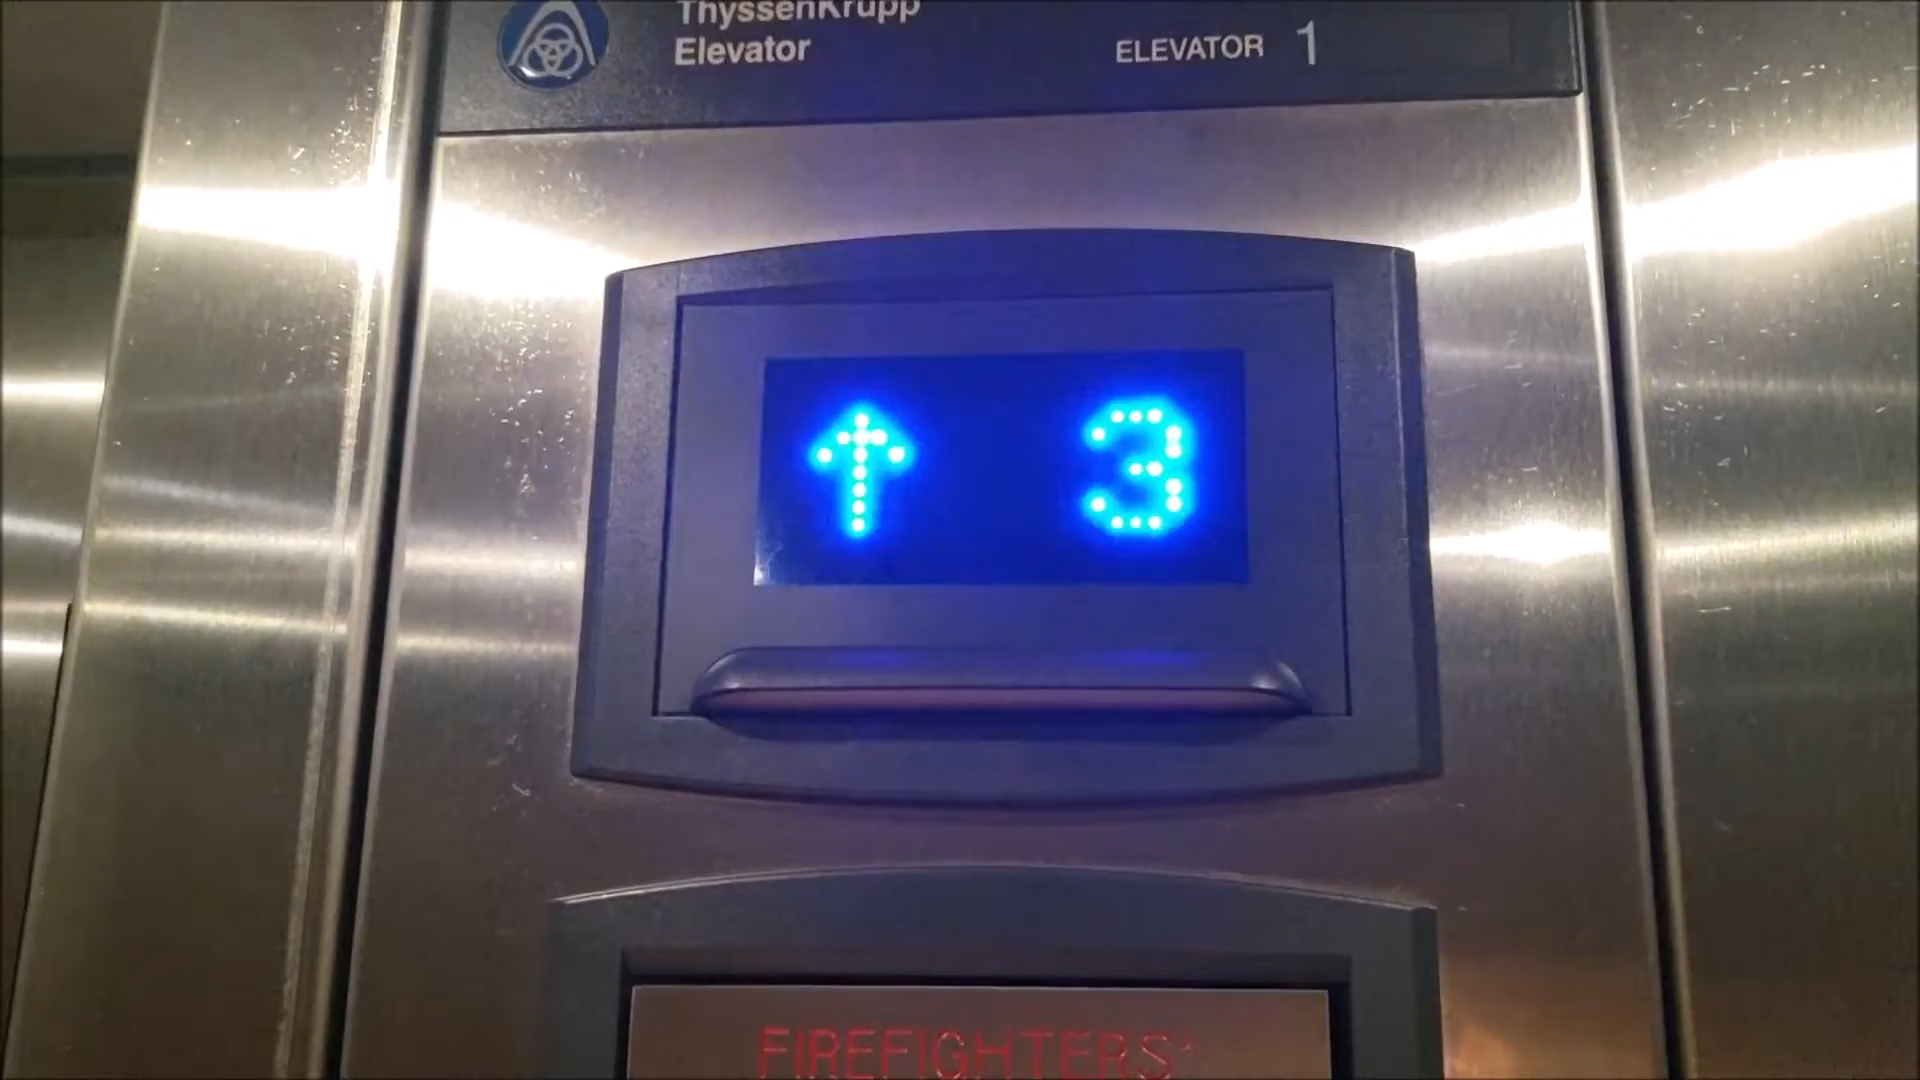 ThyssenKrupp
Elevator
ELEVATOR 1
↑ 3
FIREFIGHTERS'